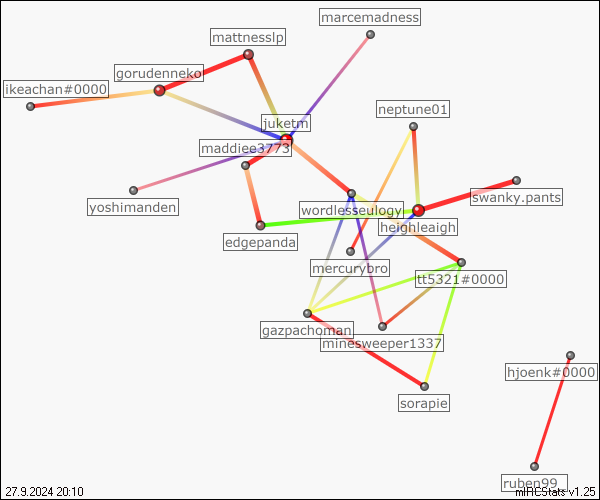 marcemadness
mattnesslp
gorudenneko
ikeachan#0000
neptune01
juketm
maddiee3773
swanky.pants
yoshimanden
wordlesseulogy
heighleaigh
edgepanda
mercurybro
tt5321#0000
gazpachoman
minesweeper1337
hjoenk#0000
sorapie
ruben99_
27.9.2024 20:10
mIRCStats v1.25